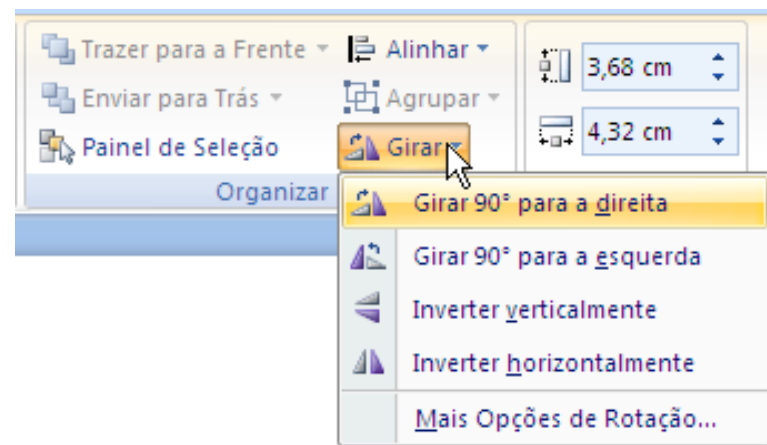 Trazer para a Frente
Alinhar
3,68 cm
Enviar para Trás
Agrupar
4,32 cm
Painel de Seleção
Girar
Organizar
Girar 90° para a direita
Girar 90° para a esquerda
Inverter verticalmente
Inverter horizontalmente
Mais Opções de Rotação...